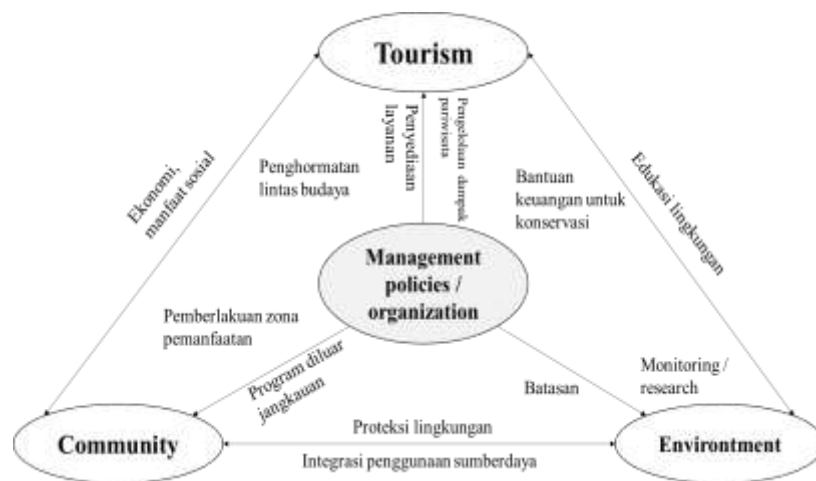 Tourism
Ekonomi,
manfaat sosial
Penghormatan
lintas budaya
Penyediaan
layanan
Pengelolaan dampak
pariwisata
Bantuan
keuangan untuk
konservasi
Edukasi lingkungan
Management
policies /
organization
Pemberlakuan zona
pemanfaatan
Program diluar
jangkauan
Batasan
Monitoring /
research
Community
Proteksi lingkungan
Integrasi penggunaan sumberdaya
Environtment